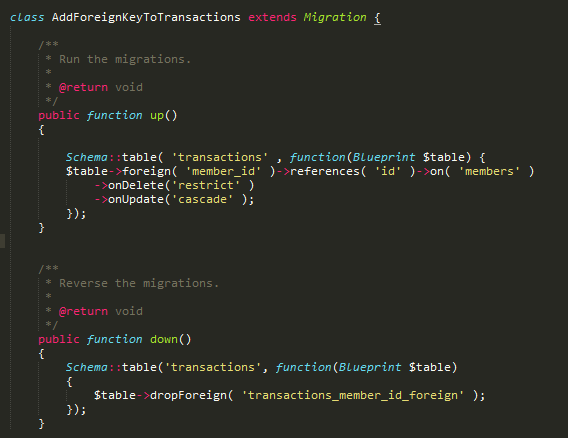 class AddForeignKeyToTransactions extends Migration {
/**
* Run the migrations.
*
* @return void
*/
public function up()
{
Schema::table( 'transactions' , function(Blueprint $table) {
$table->foreign( 'member_id' )->references( 'id' )->on( 'members' )
->onDelete('restrict' )
->onUpdate('cascade' );
});
}
/**
* Reverse the migrations.
*
* @return void
*/
public function down()
{
Schema::table('transactions', function(Blueprint $table)
{
$table->dropForeign( 'transactions_member_id_foreign' );
});
}